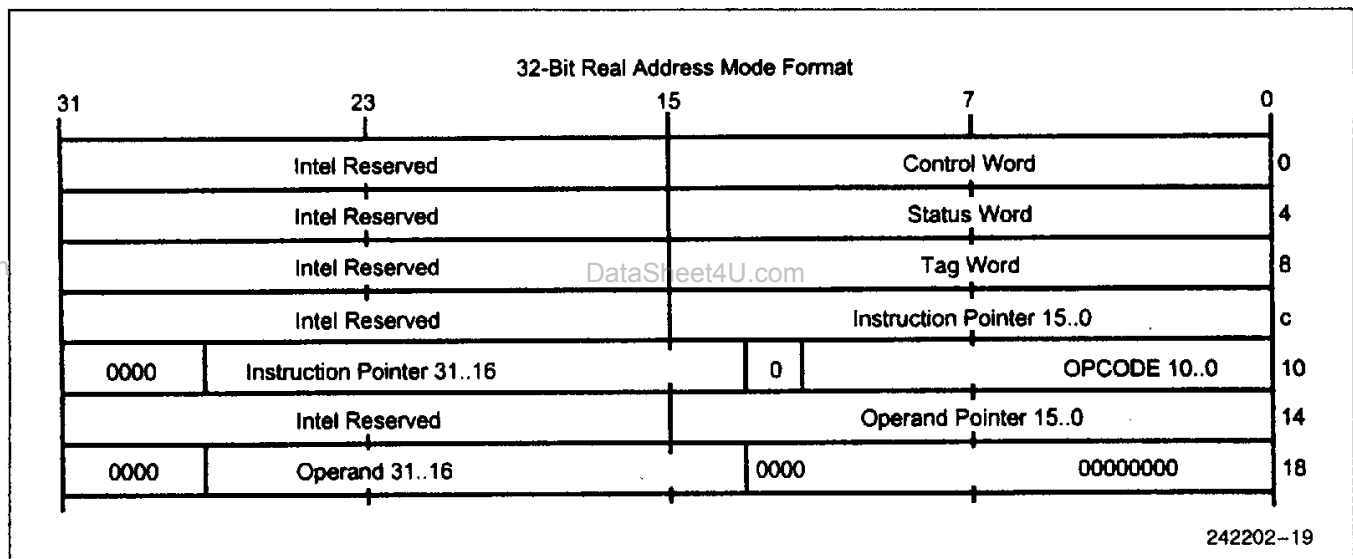 32-Bit Real Address Mode Format
31 23 15 7 0
Intel Reserved Control Word 0
Intel Reserved Status Word 4
Intel Reserved Tag Word 8
DataSheet4U.com
Intel Reserved Instruction Pointer 15..0 c
0000 Instruction Pointer 31..16 0 OPCODE 10..0 10
Intel Reserved Operand Pointer 15..0 14
0000 Operand 31..16 0000 00000000 18
242202-19